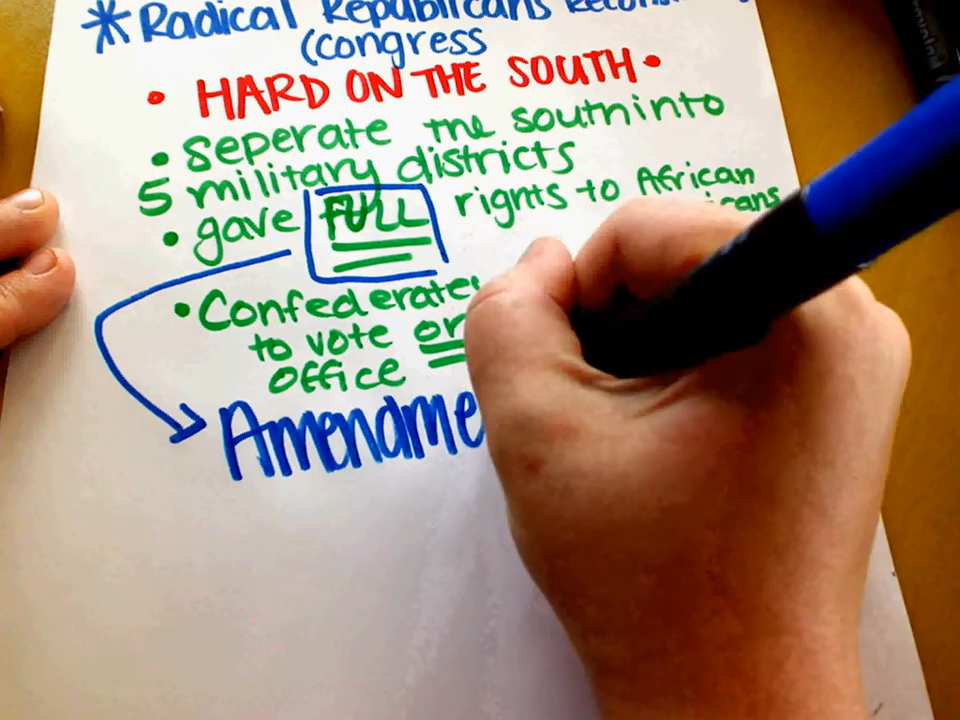 * Radical Republicans
(Congress
• HARD ON THE SOUTH •
• seperate the south into
5 military districts
• gave FULL rights to African
• Confederates
to vote or
office
Amendme